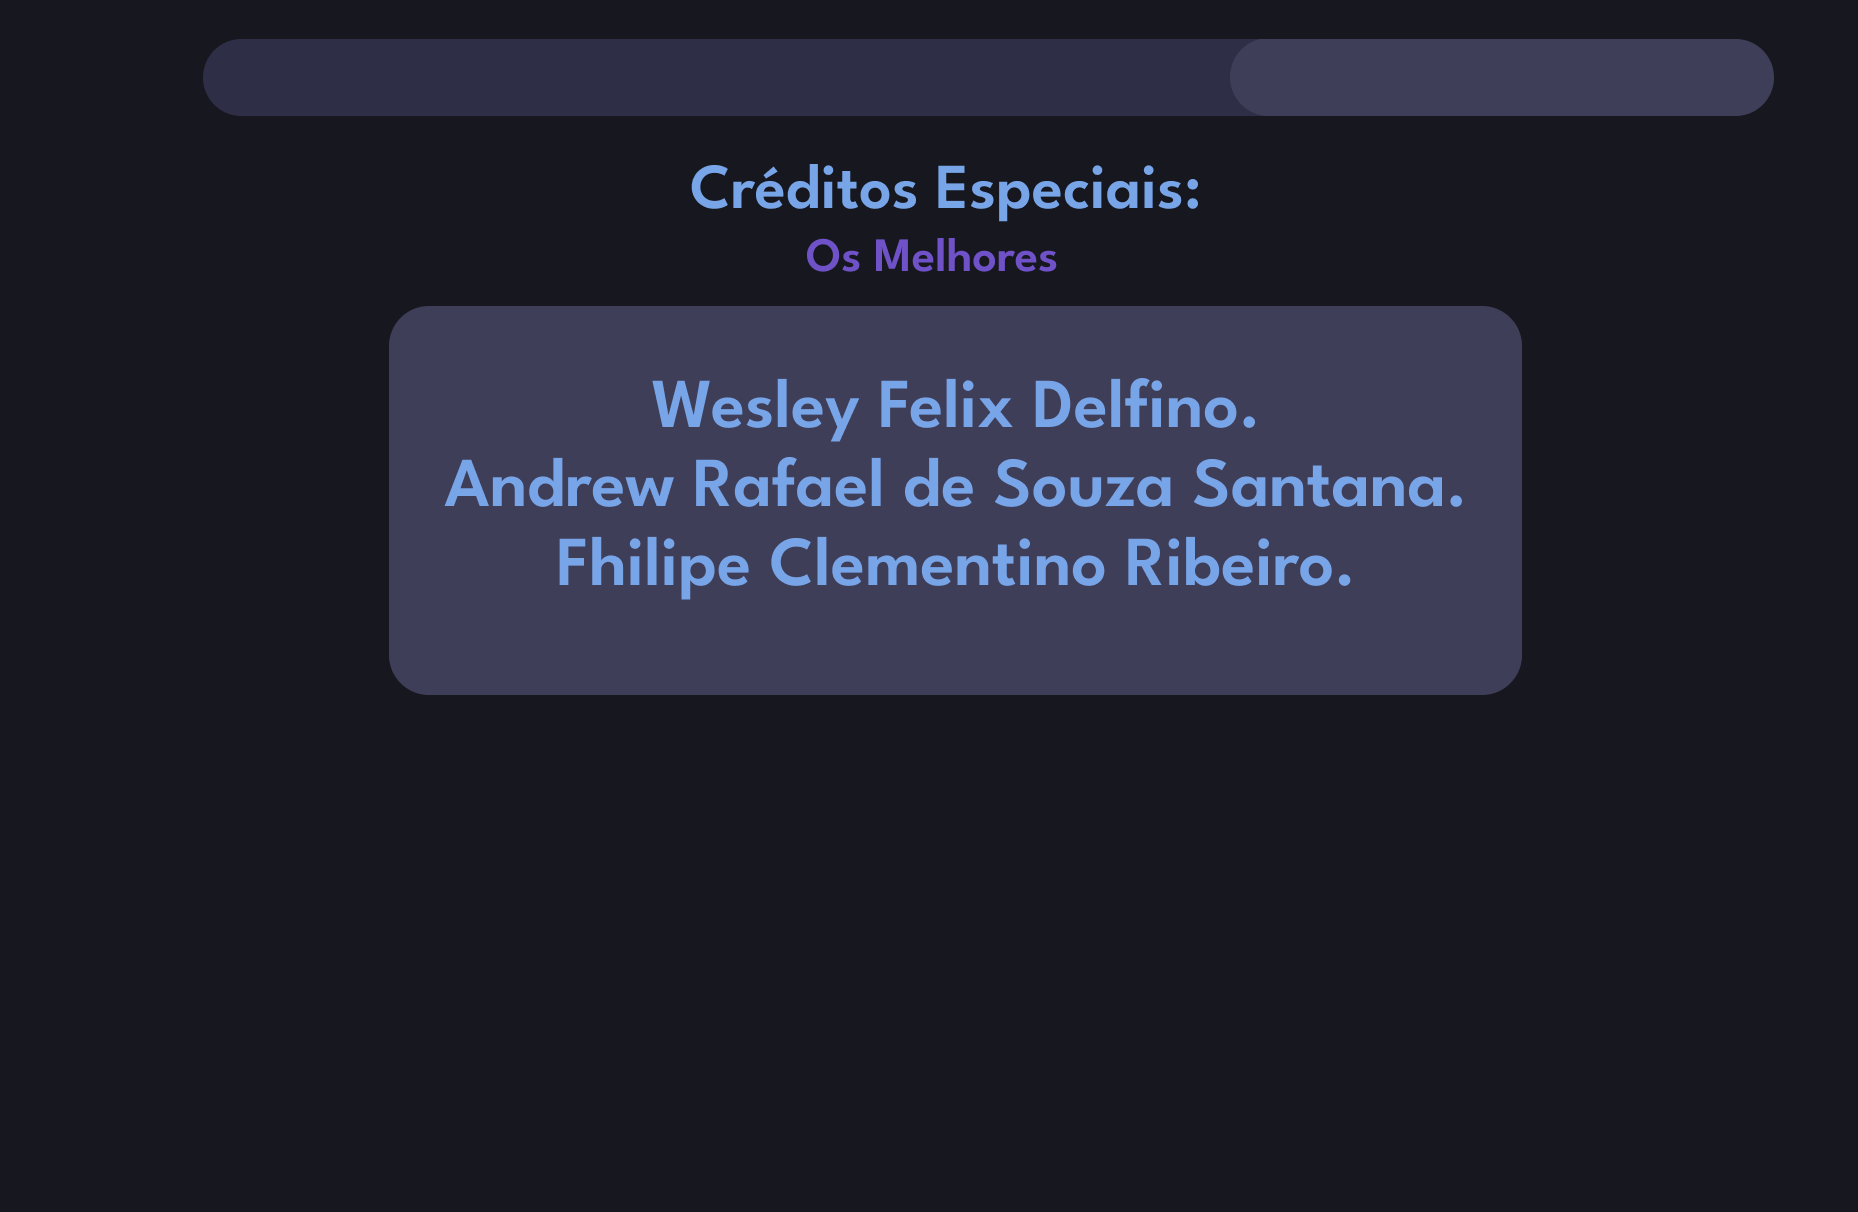 Créditos Especiais:
Os Melhores
Wesley Felix Delfino.
Andrew Rafael de Souza Santana.
Fhilipe Clementino Ribeiro.